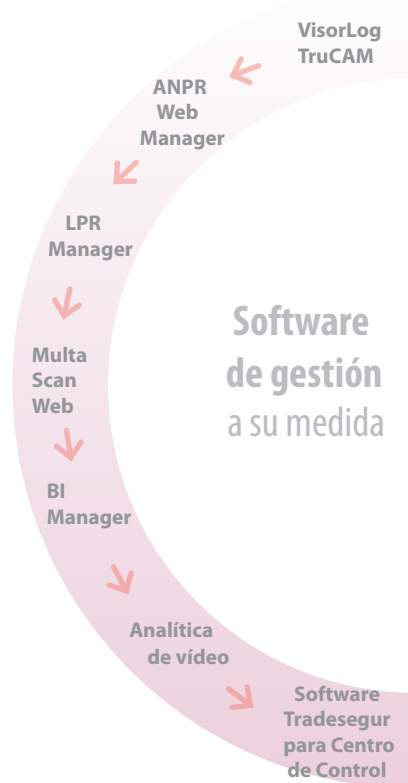 VisorLog
TruCAM
ANPR
Web
Manager
LPR
Manager
Multa
Scan
Web
BI
Manager
Analítica
de vídeo
Software
Tradesegur
para Centro
de Control
Software
de gestión
a su medida